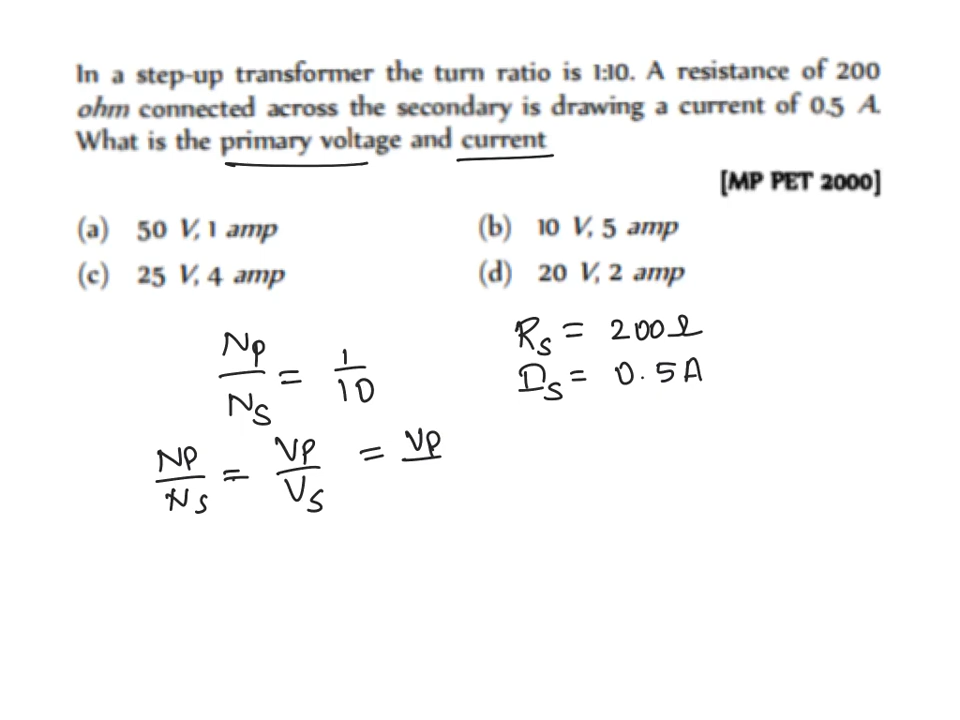 In a step-up transformer the turn ratio is 1:10. A resistance of 200
ohm connected across the secondary is drawing a current of 0.5 A.
What is the primary voltage and current
[MP PET 2000]
(a) 50 V, 1 amp (b) 10 V, 5 amp
(c) 25 V, 4 amp (d) 20 V, 2 amp
Np/Ns = 1/10
Rs = 200Ω
Is = 0.5A
NP/Ns = VP/Vs = VP